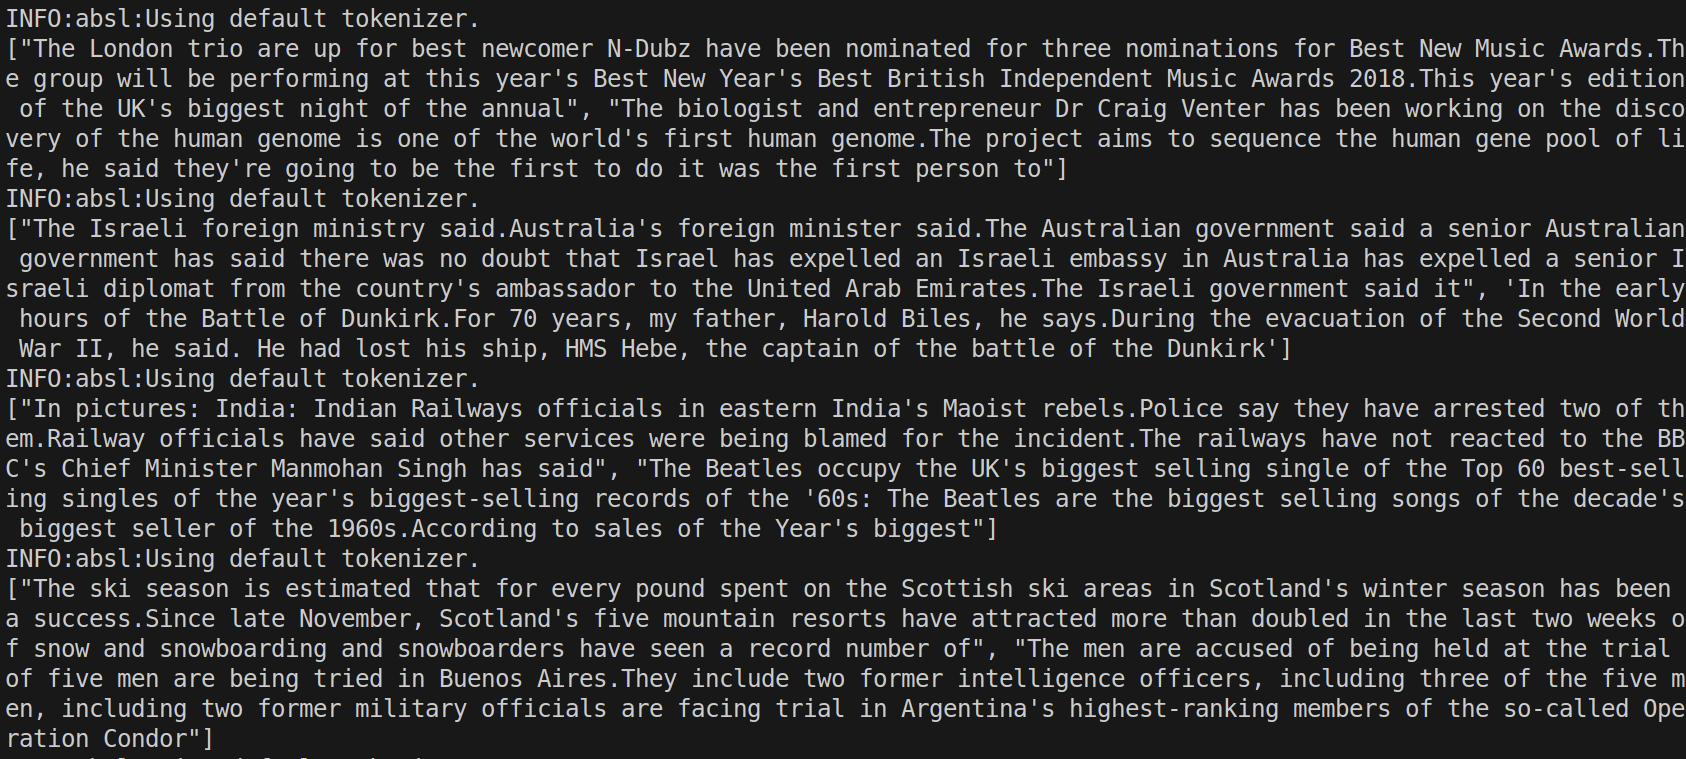 INFO:absl:Using default tokenizer.
["The London trio are up for best newcomer N-Dubz have been nominated for three nominations for Best New Music Awards.Th
e group will be performing at this year's Best New Year's Best British Independent Music Awards 2018.This year's edition
 of the UK's biggest night of the annual", "The biologist and entrepreneur Dr Craig Venter has been working on the disco
very of the human genome is one of the world's first human genome.The project aims to sequence the human gene pool of li
fe, he said they're going to be the first to do it was the first person to"]
INFO:absl:Using default tokenizer.
["The Israeli foreign ministry said.Australia's foreign minister said.The Australian government said a senior Australian
 government has said there was no doubt that Israel has expelled an Israeli embassy in Australia has expelled a senior I
sraeli diplomat from the country's ambassador to the United Arab Emirates.The Israeli government said it", 'In the early
 hours of the Battle of Dunkirk.For 70 years, my father, Harold Biles, he says.During the evacuation of the Second World
 War II, he said. He had lost his ship, HMS Hebe, the captain of the battle of the Dunkirk']
INFO:absl:Using default tokenizer.
["In pictures: India: Indian Railways officials in eastern India's Maoist rebels.Police say they have arrested two of th
em.Railway officials have said other services were being blamed for the incident.The railways have not reacted to the BB
C's Chief Minister Manmohan Singh has said", "The Beatles occupy the UK's biggest selling single of the Top 60 best-sell
ing singles of the year's biggest-selling records of the '60s: The Beatles are the biggest selling songs of the decade's
 biggest seller of the 1960s.According to sales of the Year's biggest"]
INFO:absl:Using default tokenizer.
["The ski season is estimated that for every pound spent on the Scottish ski areas in Scotland's winter season has been 
a success.Since late November, Scotland's five mountain resorts have attracted more than doubled in the last two weeks o
f snow and snowboarding and snowboarders have seen a record number of", "The men are accused of being held at the trial 
of five men are being tried in Buenos Aires.They include two former intelligence officers, including three of the five m
en, including two former military officials are facing trial in Argentina's highest-ranking members of the so-called Ope
ration Condor"]